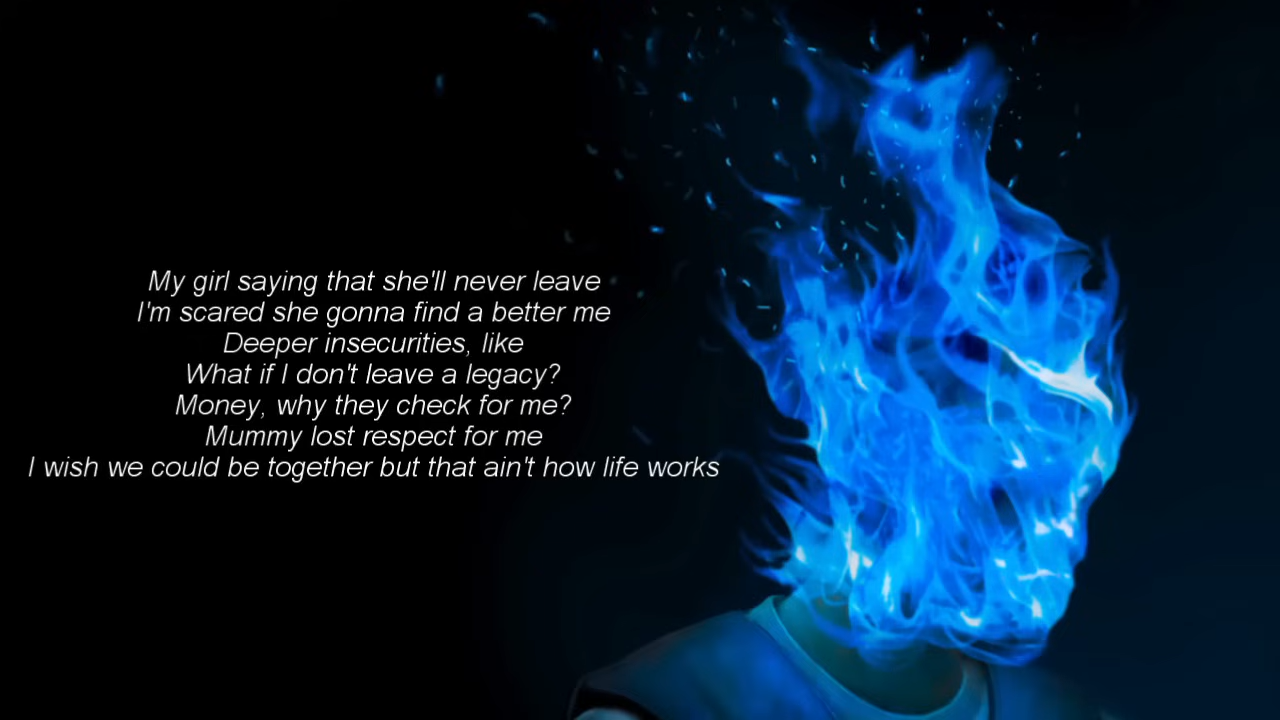 My girl saying that she'll never leave
I'm scared she gonna find a better me
Deeper insecurities, like
What if I don't leave a legacy?
Money, why they check for me?
Mummy lost respect for me
I wish we could be together but that ain't how life works